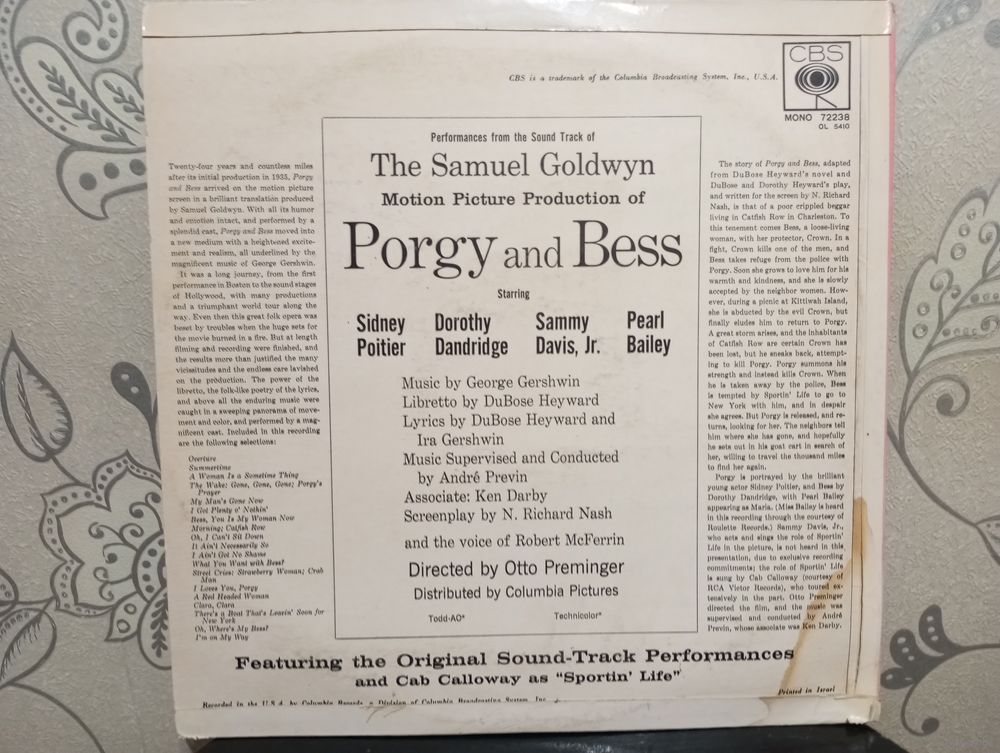 CBS is a trademark of the Columbia Broadcasting System, Inc., U.S.A.
CBS
MONO 72238
OL 5410
Twenty-four years and countless miles
after its initial production in 1935, Porgy
and Bess arrived on the motion picture
screen in a brilliant translation produced
by Samuel Goldwyn. With all its humor
and emotion intact, and performed by a
splendid cast, Porgy and Bess moved into
a new medium with a heightened excite-
ment and realism, all underlined by the
magnificent music of George Gershwin.
It was a long journey, from the first
performance in Boston to the sound stages
of Hollywood, with many productions
and a triumphant world tour along the
way. Even then this great folk opera was
beset by troubles when the huge sets for
the movie burned in a fire. But at length
filming and recording were finished, and
the results more than justified the many
vicissitudes and the endless care lavished
on the production. The power of the
libretto, the folk-like poetry of the lyrics,
and above all the enduring music were
caught in a sweeping panorama of move-
ment and color, and performed by a mag-
nificent cast. Included in this recording
are the following selections:
Overture
Summertime
A Woman Is a Sometime Thing
The Wake: Gone, Gone, Gone; Porgy's
Prayer
My Man's Gone Now
I Got Plenty o' Nothin'
Bess, You Is My Woman Now
Morning; Catfish Row
Oh, I Can't Sit Down
It Ain't Necessarily So
I Ain't Got No Shame
What You Want with Bess?
Street Cries: Strawberry Woman; Crab
Man
I Loves You, Porgy
A Red Headed Woman
Clara, Clara
There's a Boat That's Leavin' Soon for
New York
Oh, Where's My Bess?
I'm on My Way
Performances from the Sound Track of
The Samuel Goldwyn
Motion Picture Production of
Porgy and Bess
Starring
Sidney Poitier Dorothy Dandridge Sammy Davis, Jr. Pearl Bailey
Music by George Gershwin
Libretto by DuBose Heyward
Lyrics by DuBose Heyward and
Ira Gershwin
Music Supervised and Conducted
by André Previn
Associate: Ken Darby
Screenplay by N. Richard Nash
and the voice of Robert McFerrin
Directed by Otto Preminger
Distributed by Columbia Pictures
Todd-AO® Technicolor®
The story of Porgy and Bess, adapted
from DuBose Heyward's novel and
DuBose and Dorothy Heyward's play,
and written for the screen by N. Richard
Nash, is that of a poor crippled beggar
living in Catfish Row in Charleston. To
this tenement comes Bess, a loose-living
woman, with her protector, Crown. In a
fight, Crown kills one of the men, and
Bess takes refuge from the police with
Porgy. Soon she grows to love him for his
warmth and kindness, and she is slowly
accepted by the neighbor women. How-
ever, during a picnic at Kittiwah Island,
she is abducted by the evil Crown, but
finally eludes him to return to Porgy.
A great storm arises, and the inhabitants
of Catfish Row are certain Crown has
been lost, but he sneaks back, attempt-
ing to kill Porgy. Porgy summons his
strength and instead kills Crown. When
he is taken away by the police, Bess
is tempted by Sportin' Life to go to
New York with him, and in despair
she agrees. But Porgy is released, and re-
turns, looking for her. The neighbors tell
him where she has gone, and hopefully
he sets out in his goat cart in search of
her, willing to travel the thousand miles
to find her again.
Porgy is portrayed by the brilliant
young actor Sidney Poitier, and Bess by
Dorothy Dandridge, with Pearl Bailey
appearing as Maria. (Miss Bailey is heard
in this recording through the courtesy of
Roulette Records.) Sammy Davis, Jr.,
who acts and sings the role of Sportin'
Life in the picture, is not heard in this
presentation, due to exclusive recording
commitments; the role of Sportin' Life
is sung by Cab Calloway (courtesy of
RCA Victor Records), who toured ex-
tensively in the part. Otto Preminger
directed the film, and the music was
supervised and conducted by André
Previn, whose associate was Ken Darby.
Featuring the Original Sound-Track Performances
and Cab Calloway as "Sportin' Life"
Printed in Israel
Recorded in the U.S.A. by Columbia Records, a Division of Columbia Broadcasting System, Inc.